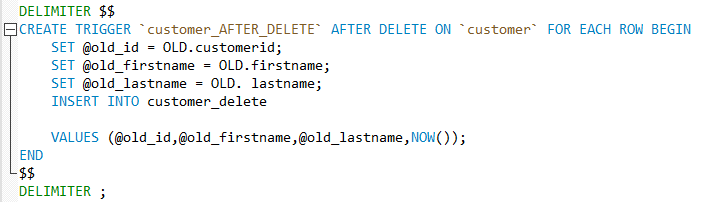 DELIMITER $$
CREATE TRIGGER `customer_AFTER_DELETE` AFTER DELETE ON `customer` FOR EACH ROW BEGIN
SET @old_id = OLD.customerid;
SET @old_firstname = OLD.firstname;
SET @old_lastname = OLD. lastname;
INSERT INTO customer_delete
VALUES (@old_id,@old_firstname,@old_lastname,NOW());
END
$$
DELIMITER ;